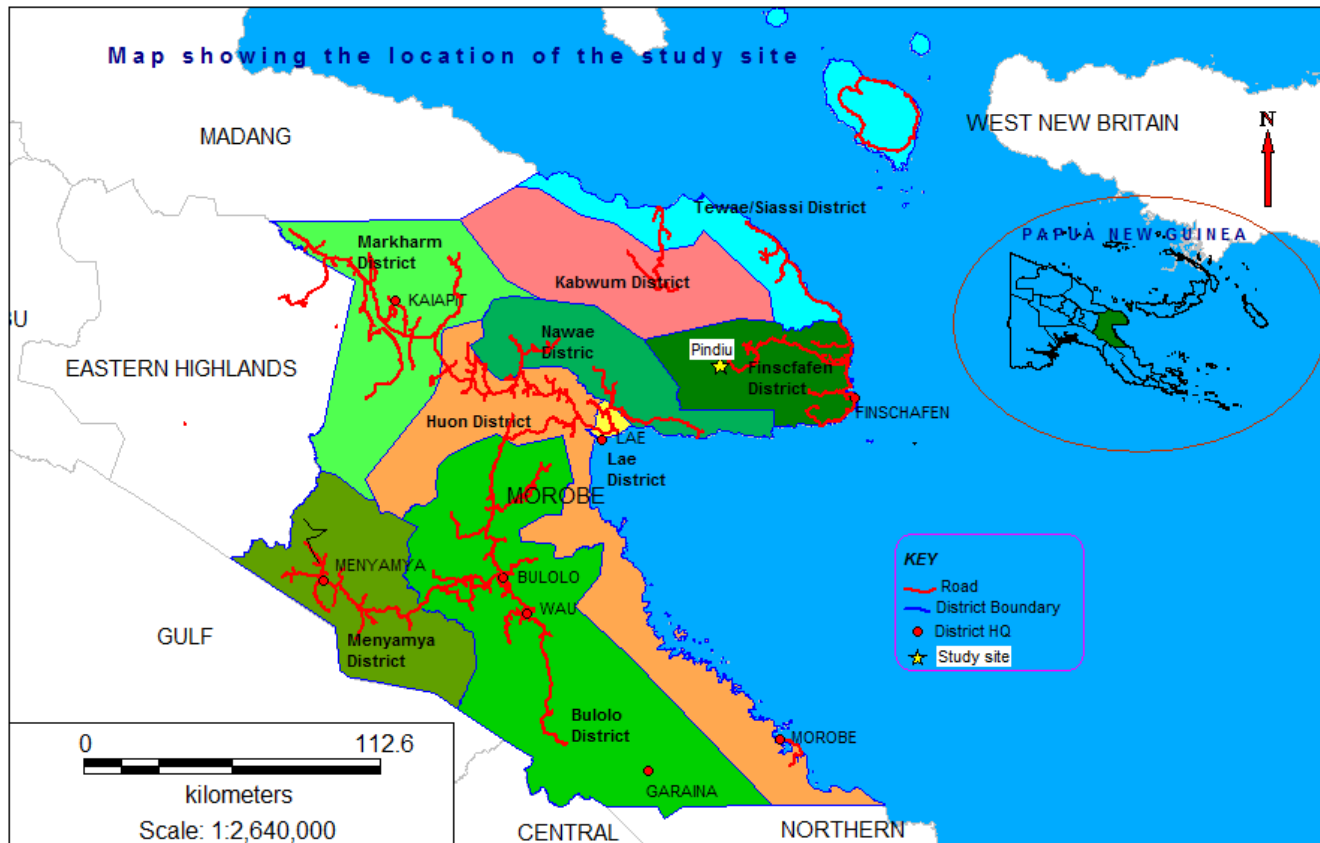 Map showing the location of the study site
MADANG
WEST NEW BRITAIN
N
Tewae/Siassi District
PAPUA NEW GUINEA
Markharm
District
Kabwum District
KAIAPIT
BU
EASTERN HIGHLANDS
Nawae
Distric
Pindiu
Finscfafen
District
FINSCHAFEN
Huon District
LAE
Lae
District
MOROBE
KEY
Road
District Boundary
District HQ
Study site
MENYAMYA
BULOLO
WAU
GULF
Menyamya
District
Bulolo
District
MOROBE
GARAINA
0 112.6
kilometers
Scale: 1:2,640,000
CENTRAL
NORTHERN